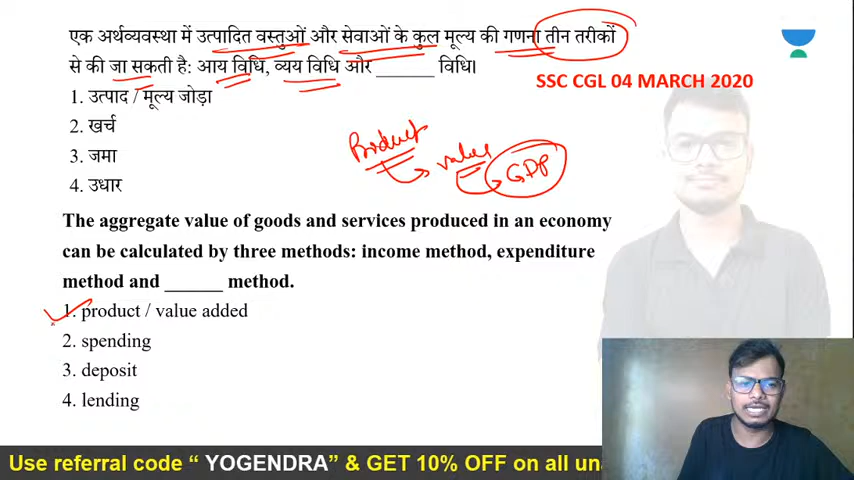 एक अर्थव्यवस्था में उत्पादित वस्तुओं और सेवाओं के कुल मूल्य की गणना तीन तरीकों
से की जा सकती है: आय विधि, व्यय विधि और ______ विधि।
SSC CGL 04 MARCH 2020
1. उत्पाद / मूल्य जोड़ा
2. खर्च
3. जमा
4. उधार
Product
value
GDP
The aggregate value of goods and services produced in an economy
can be calculated by three methods: income method, expenditure
method and ______ method.
1. product / value added
2. spending
3. deposit
4. lending
Use referral code “ YOGENDRA” & GET 10% OFF on all una